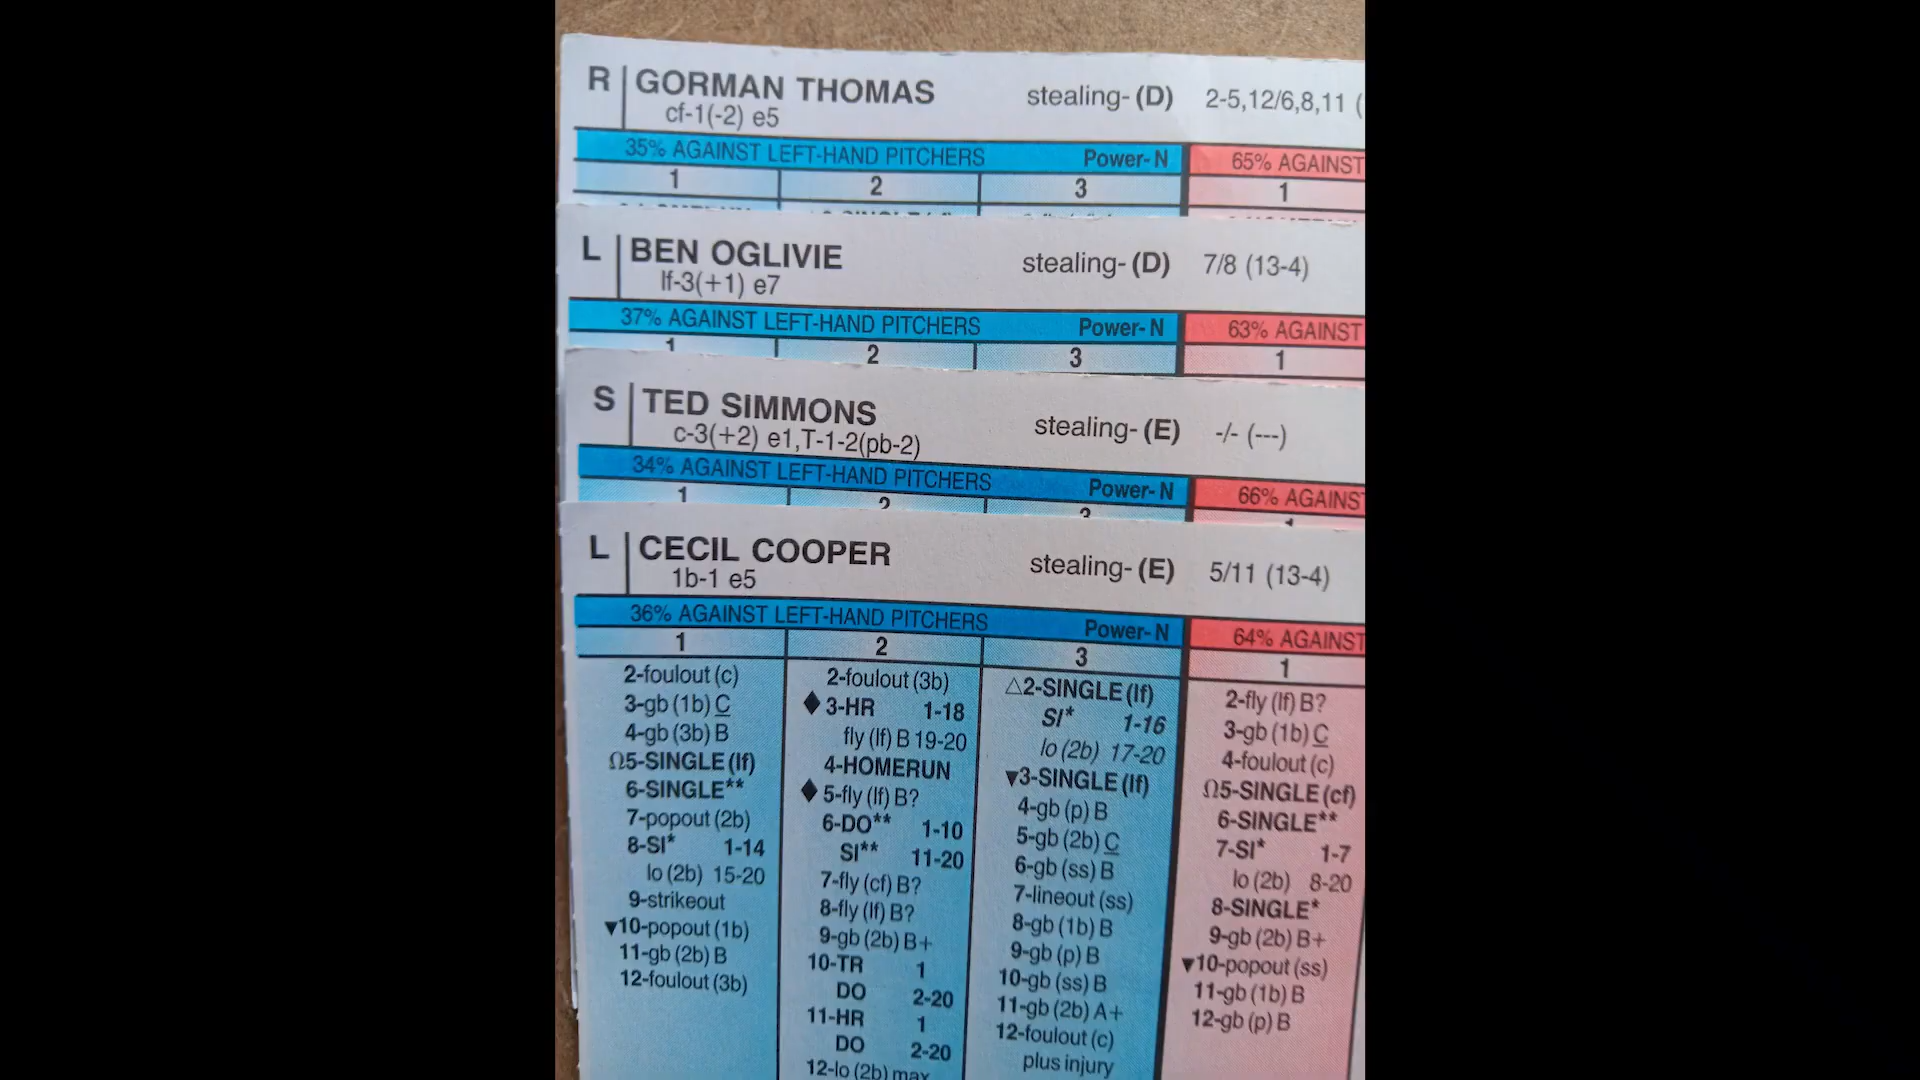 R GORMAN THOMAS stealing- (D) 2-5,12/6,8,11 (
cf-1(-2) e5
35% AGAINST LEFT-HAND PITCHERS Power- N 65% AGAINST
1 2 3 1
L BEN OGLIVIE stealing- (D) 7/8 (13-4)
lf-3(+1) e7
37% AGAINST LEFT-HAND PITCHERS Power- N 63% AGAINST
1 2 3 1
S TED SIMMONS stealing- (E) -/- (---)
c-3(+2) e1,T-1-2(pb-2)
34% AGAINST LEFT-HAND PITCHERS Power- N 66% AGAINST
1 2 3 1
L CECIL COOPER stealing- (E) 5/11 (13-4)
1b-1 e5
36% AGAINST LEFT-HAND PITCHERS Power- N 64% AGAINST
1
2-foulout (c)
3-gb (1b) C
4-gb (3b) B
Ω5-SINGLE (lf)
6-SINGLE**
7-popout (2b)
8-SI* 1-14
lo (2b) 15-20
9-strikeout
▼10-popout (1b)
11-gb (2b) B
12-foulout (3b)
2
2-foulout (3b)
♦3-HR 1-18
fly (lf) B 19-20
4-HOMERUN
♦5-fly (lf) B?
6-DO** 1-10
SI** 11-20
7-fly (cf) B?
8-fly (lf) B?
9-gb (2b) B+
10-TR 1
DO 2-20
11-HR 1
DO 2-20
12-lo (2b) max
3
△2-SINGLE (lf)
SI* 1-16
lo (2b) 17-20
▼3-SINGLE (lf)
4-gb (p) B
5-gb (2b) C
6-gb (ss) B
7-lineout (ss)
8-gb (1b) B
9-gb (p) B
10-gb (ss) B
11-gb (2b) A+
12-foulout (c)
plus injury
1
2-fly (lf) B?
3-gb (1b) C
4-foulout (c)
Ω5-SINGLE (cf)
6-SINGLE**
7-SI* 1-7
lo (2b) 8-20
8-SINGLE*
9-gb (2b) B+
▼10-popout (ss)
11-gb (1b) B
12-gb (p) B